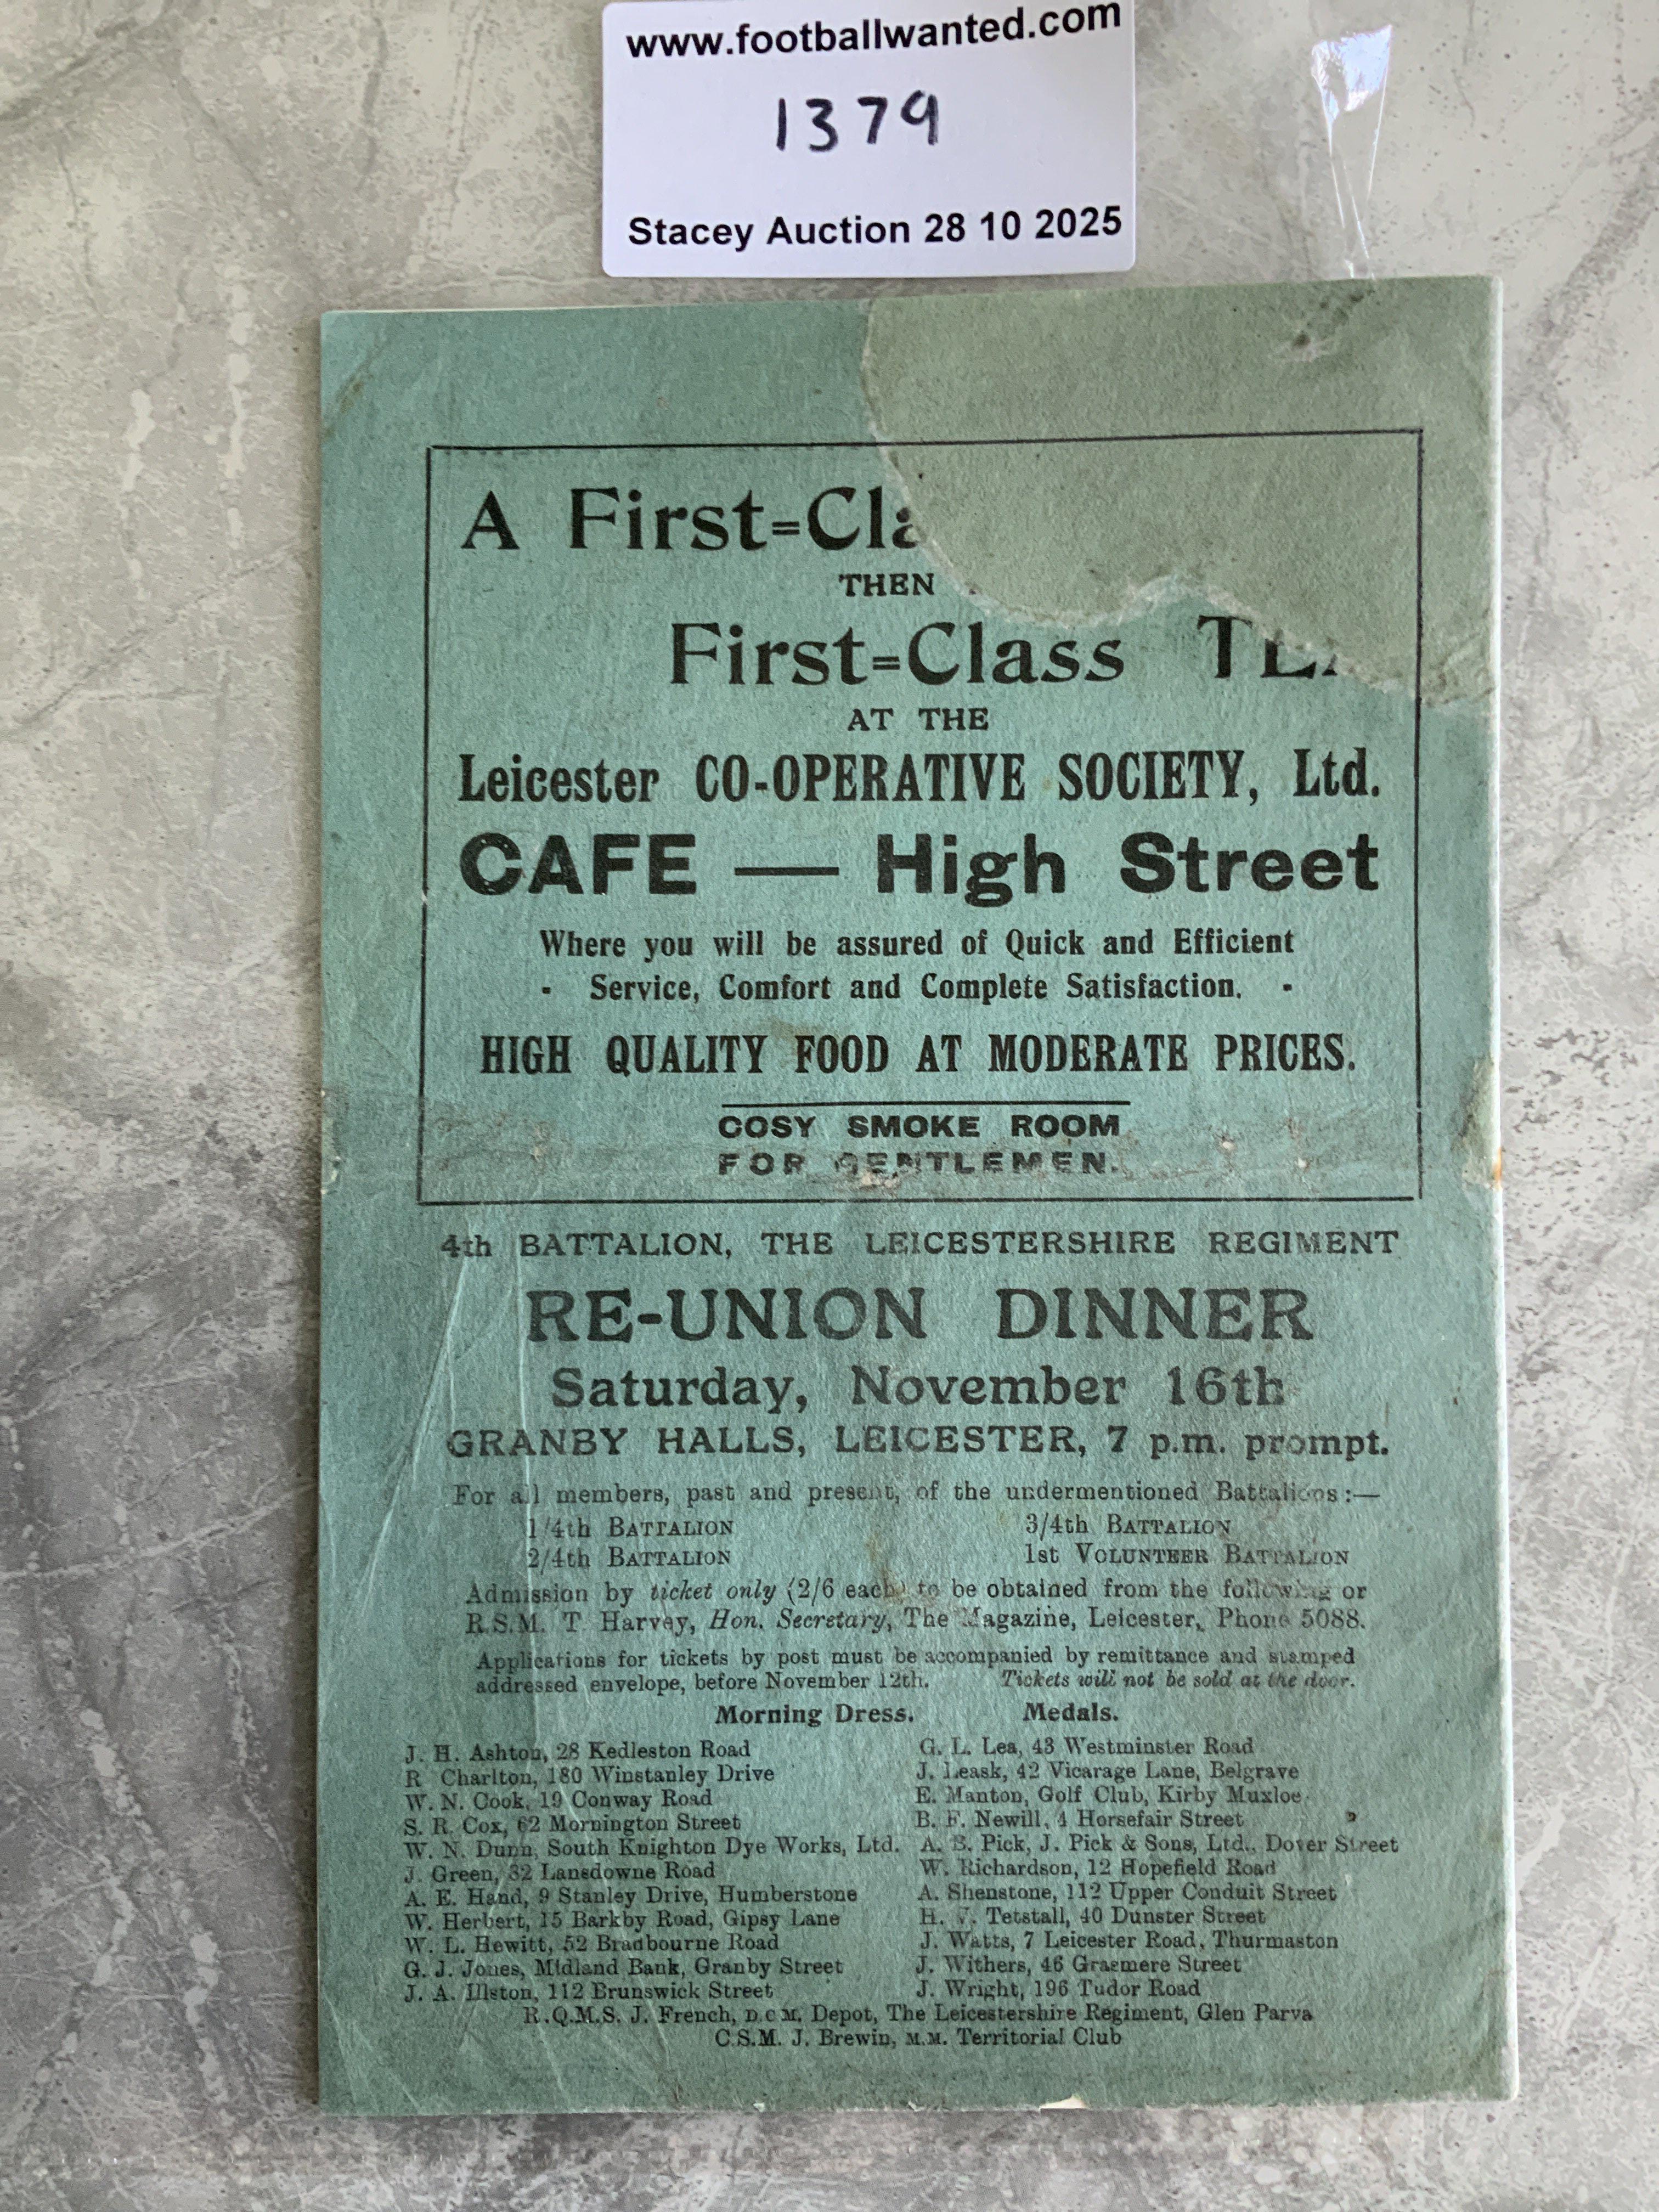 www.footballwanted.com
1379
Stacey Auction 28 10 2025
A First=Cla
THEN
First=Class TEA
AT THE
Leicester CO-OPERATIVE SOCIETY, Ltd.
CAFE — High Street
Where you will be assured of Quick and Efficient
- Service, Comfort and Complete Satisfaction. -
HIGH QUALITY FOOD AT MODERATE PRICES.
COSY SMOKE ROOM
FOR GENTLEMEN.
4th BATTALION, THE LEICESTERSHIRE REGIMENT
RE-UNION DINNER
Saturday, November 16th
GRANBY HALLS, LEICESTER, 7 p.m. prompt.
For all members, past and present, of the undermentioned Battalions:—
1/4th BATTALION 3/4th BATTALION
2/4th BATTALION 1st VOLUNTEER BATTALION
Admission by ticket only (2/6 each) to be obtained from the following or
R.S.M. T. Harvey, Hon. Secretary, The Magazine, Leicester, Phone 5088.
Applications for tickets by post must be accompanied by remittance and stamped
addressed envelope, before November 12th. Tickets will not be sold at the door.
Morning Dress. Medals.
J. H. Ashton, 28 Kedleston Road G. L. Lea, 43 Westminster Road
R Charlton, 180 Winstanley Drive J. Leask, 42 Vicarage Lane, Belgrave
W. N. Cook, 19 Conway Road E. Manton, Golf Club, Kirby Muxloe
S. R. Cox, 62 Mornington Street B. F. Newill, 4 Horsefair Street
W. N. Dunn, South Knighton Dye Works, Ltd. A. B. Pick, J. Pick & Sons, Ltd., Dover Street
J. Green, 32 Lansdowne Road W. Richardson, 12 Hopefield Road
A. E. Hand, 9 Stanley Drive, Humberstone A. Shenstone, 112 Upper Conduit Street
W. Herbert, 15 Barkby Road, Gipsy Lane H. V. Tetstall, 40 Dunster Street
W. L. Hewitt, 52 Bradbourne Road J. Watts, 7 Leicester Road, Thurmaston
G. J. Jones, Midland Bank, Granby Street J. Withers, 46 Grasmere Street
J. A. Illston, 112 Brunswick Street J. Wright, 196 Tudor Road
R.Q.M.S. J. French, D.C.M. Depot, The Leicestershire Regiment, Glen Parva
C.S.M. J. Brewin, M.M. Territorial Club